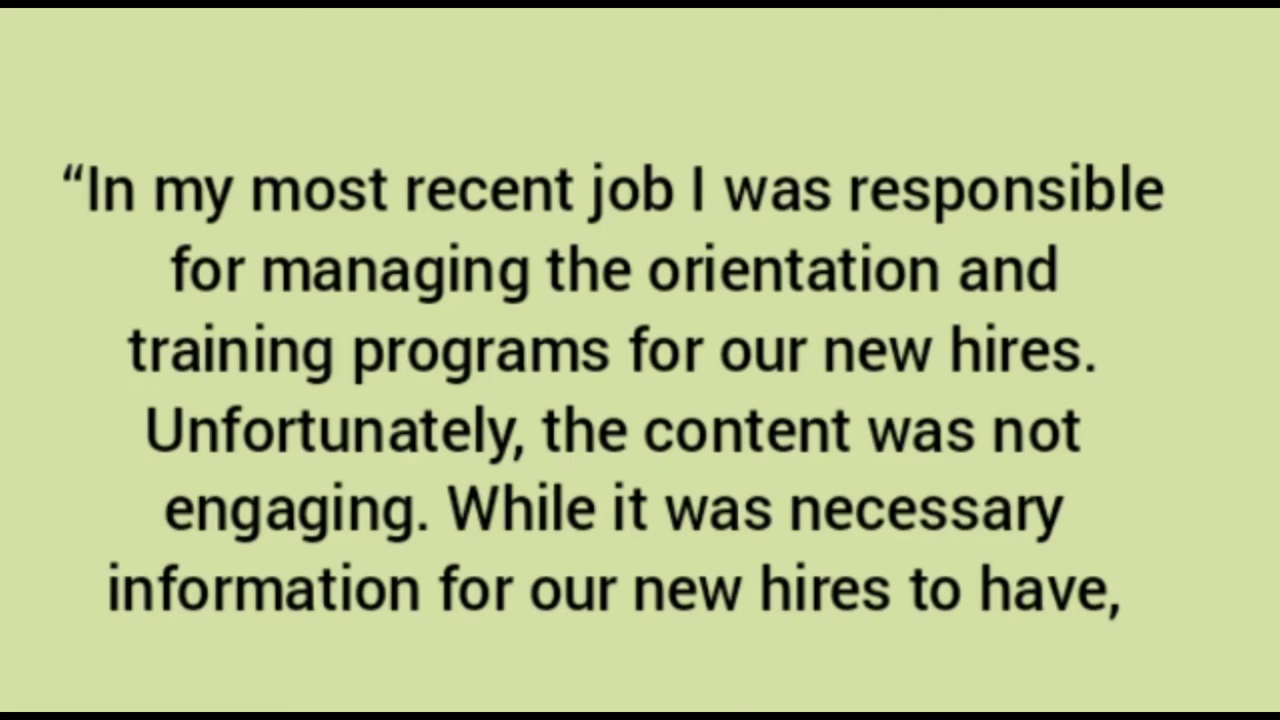 “In my most recent job I was responsible
for managing the orientation and
training programs for our new hires.
Unfortunately, the content was not
engaging. While it was necessary
information for our new hires to have,